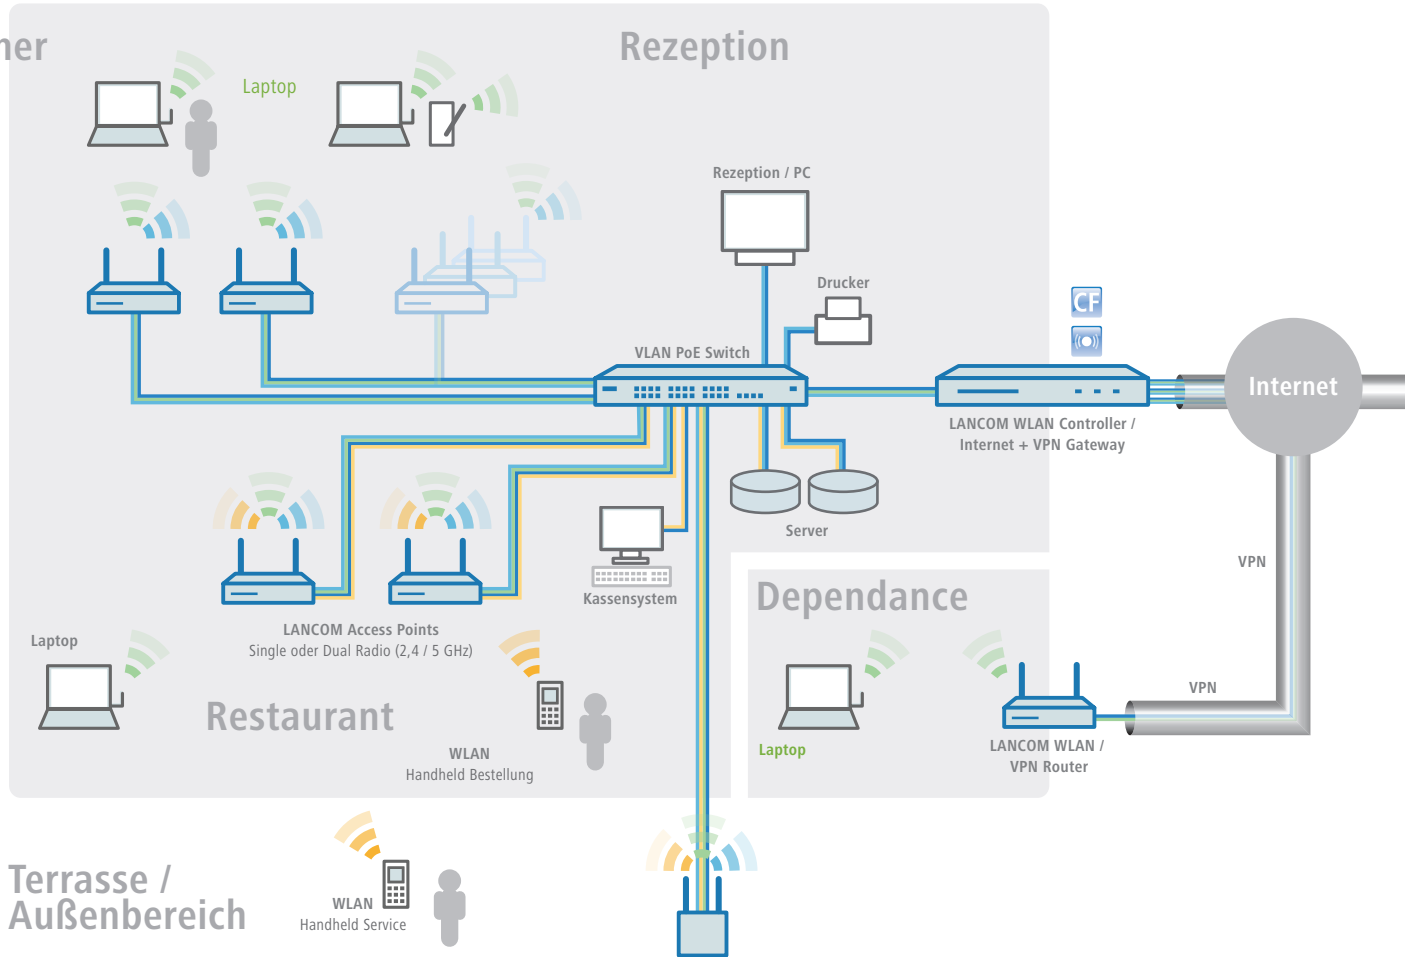 Rezeption
Laptop
Rezeption / PC
Drucker
CF
VLAN PoE Switch
Internet
LANCOM WLAN Controller /
Internet + VPN Gateway
Server
VPN
Kassensystem
Dependance
LANCOM Access Points
Single oder Dual Radio (2,4 / 5 GHz)
Laptop
VPN
Restaurant
WLAN
Handheld Bestellung
Laptop
LANCOM WLAN /
VPN Router
Terrasse /
Außenbereich
WLAN
Handheld Service